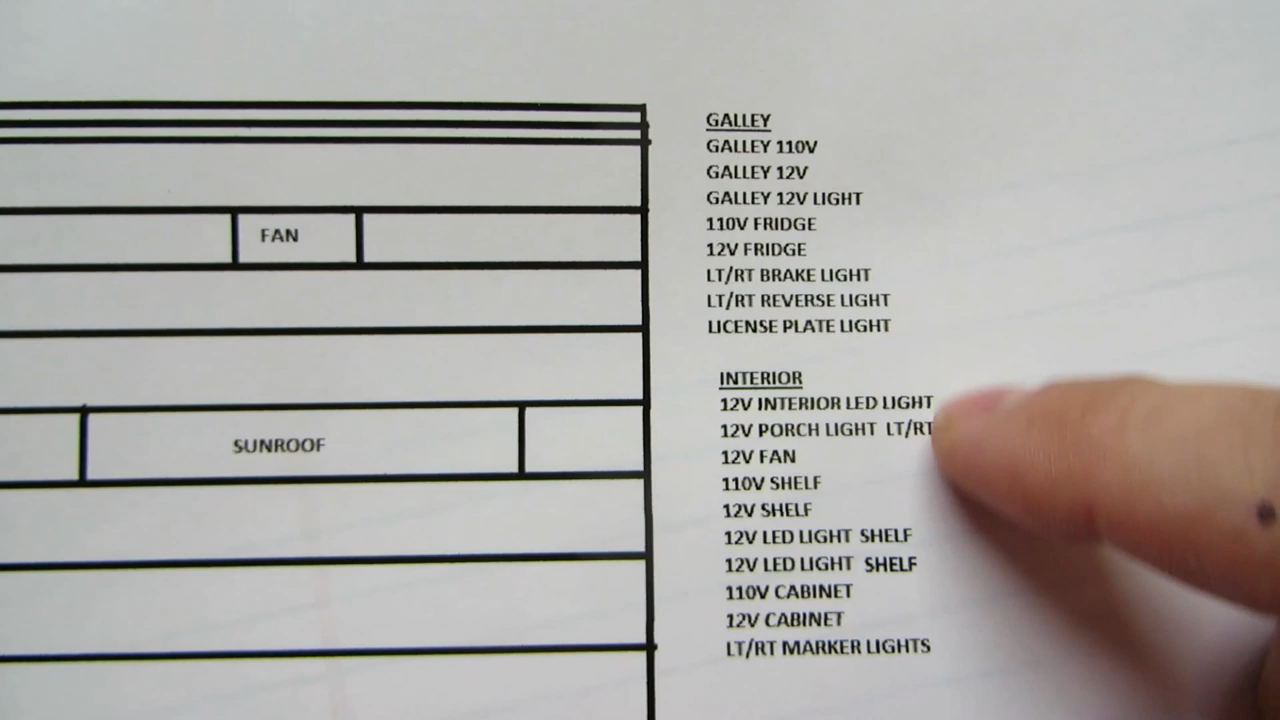 FAN
SUNROOF
GALLEY
GALLEY 110V
GALLEY 12V
GALLEY 12V LIGHT
110V FRIDGE
12V FRIDGE
LT/RT BRAKE LIGHT
LT/RT REVERSE LIGHT
LICENSE PLATE LIGHT
INTERIOR
12V INTERIOR LED LIGHT
12V PORCH LIGHT LT/RT
12V FAN
110V SHELF
12V SHELF
12V LED LIGHT SHELF
12V LED LIGHT SHELF
110V CABINET
12V CABINET
LT/RT MARKER LIGHTS